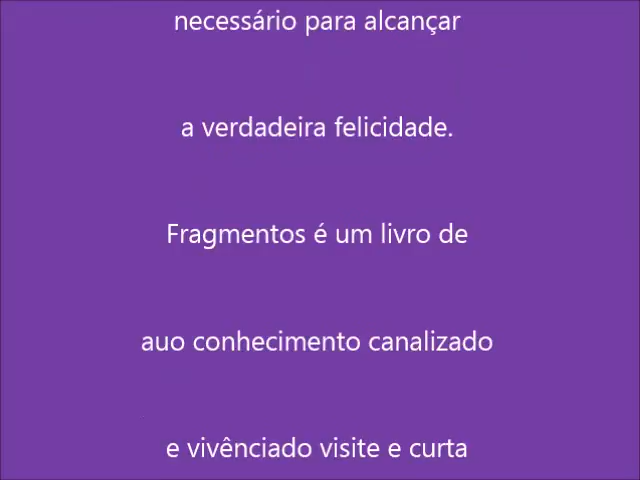 necessário para alcançar
a verdadeira felicidade.
Fragmentos é um livro de
auo conhecimento canalizado
e vivênciado visite e curta